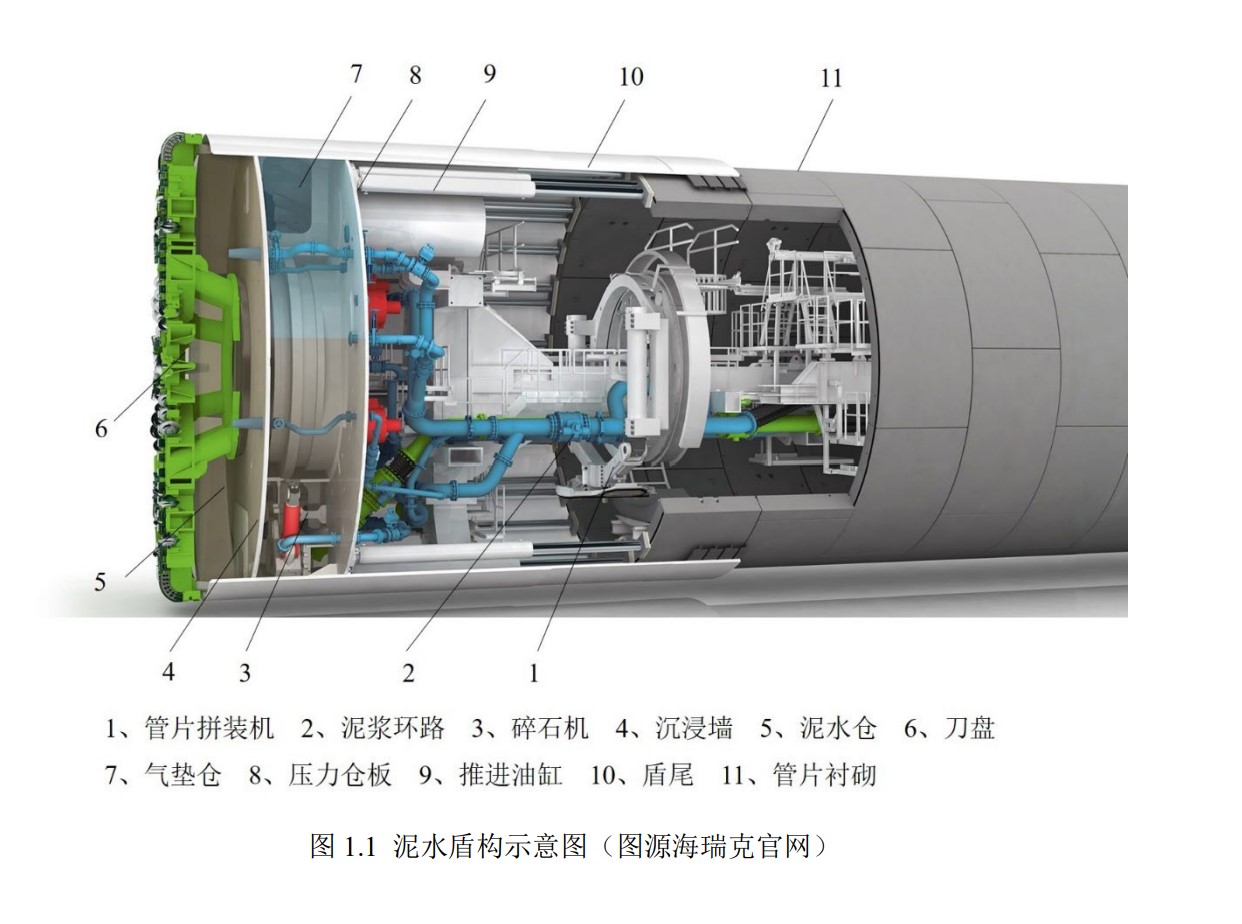 7 8 9 10 11
6
5
4 3 2 1
1、管片拼装机 2、泥浆环路 3、碎石机 4、沉浸墙 5、泥水仓 6、刀盘
7、气垫仓 8、压力仓板 9、推进油缸 10、盾尾 11、管片衬砌
图 1.1 泥水盾构示意图（图源海瑞克官网）